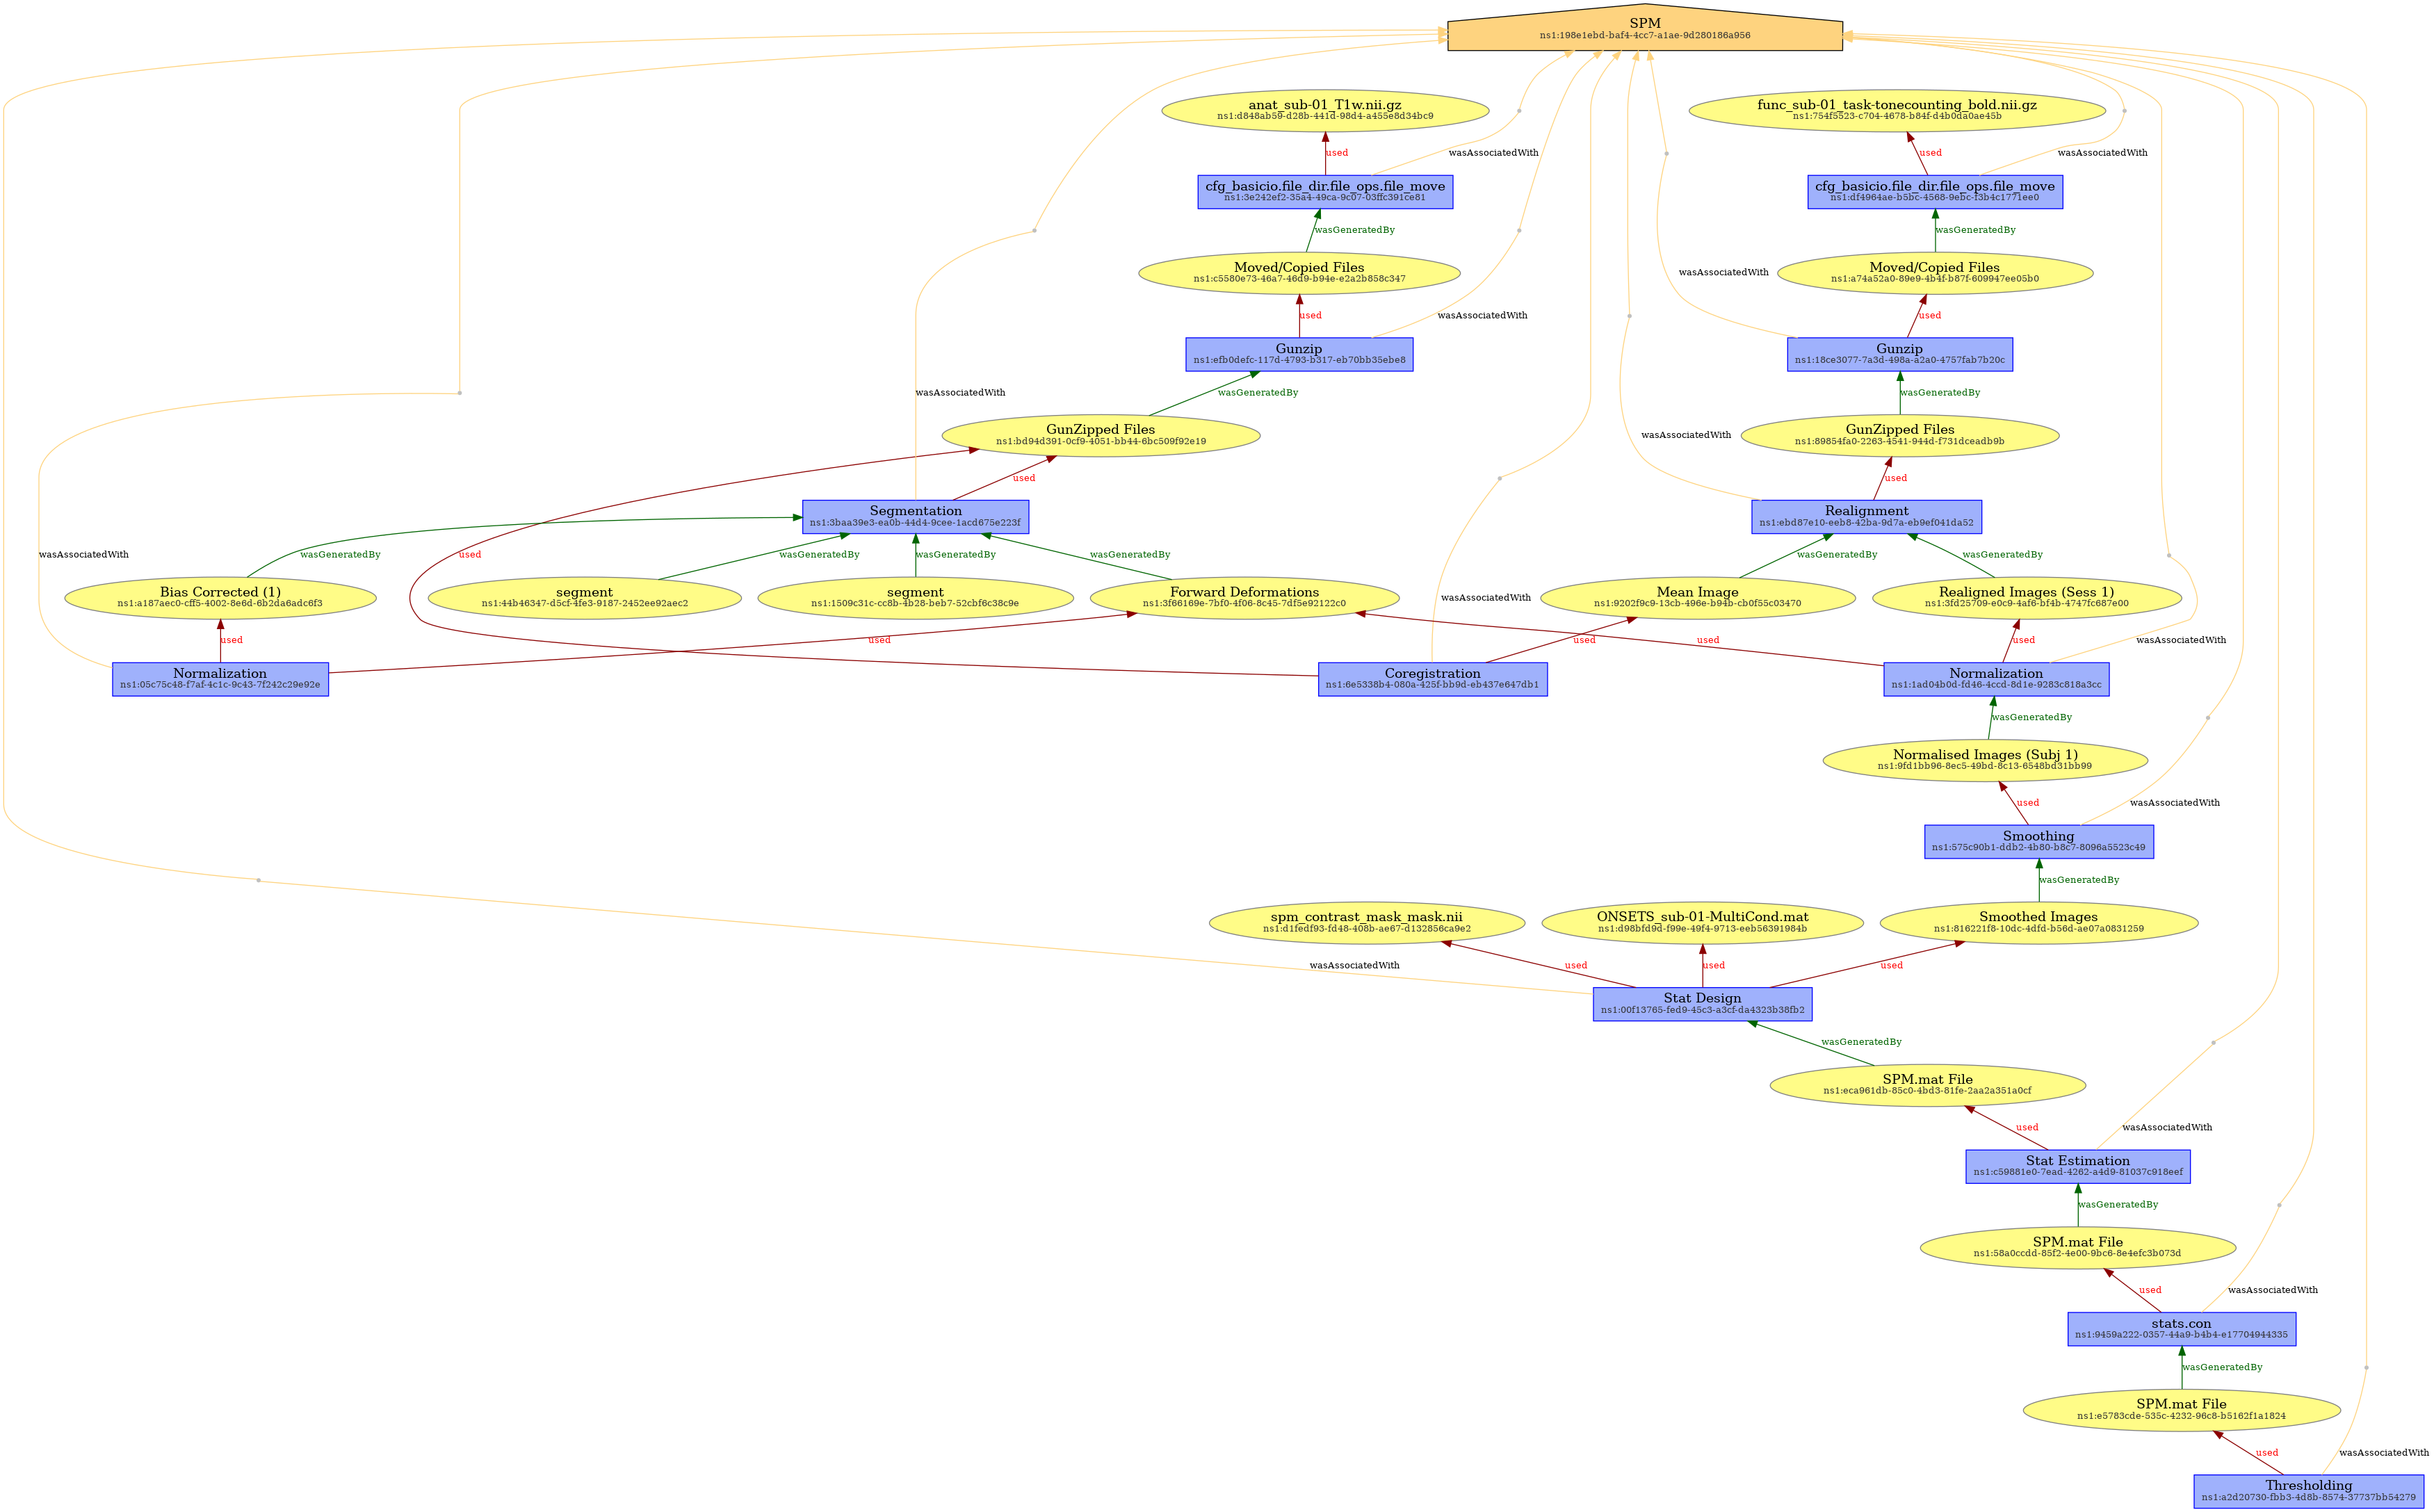 SPM
ns1:198e1ebd-baf4-4cc7-a1ae-9d280186a956
anat_sub-01_T1w.nii.gz
ns1:d848ab59-d28b-441d-98d4-a455e8d34bc9
func_sub-01_task-tonecounting_bold.nii.gz
ns1:754f5523-c704-4678-b84f-d4b0da0ae45b
used
wasAssociatedWith
used
wasAssociatedWith
cfg_basicio.file_dir.file_ops.file_move
ns1:3e242ef2-35a4-49ca-9c07-03ffc391ce81
cfg_basicio.file_dir.file_ops.file_move
ns1:df4964ae-b5bc-4568-9ebc-f3b4c1771ee0
wasGeneratedBy
wasGeneratedBy
Moved/Copied Files
ns1:c5580e73-46a7-46d9-b94e-e2a2b858c347
wasAssociatedWith
Moved/Copied Files
ns1:a74a52a0-89e9-4b4f-b87f-609947ee05b0
used
wasAssociatedWith
used
Gunzip
ns1:efb0defc-117d-4793-b317-eb70bb35ebe8
Gunzip
ns1:18ce3077-7a3d-498a-a2a0-4757fab7b20c
wasAssociatedWith
wasGeneratedBy
wasGeneratedBy
GunZipped Files
ns1:bd94d391-0cf9-4051-bb44-6bc509f92e19
wasAssociatedWith
GunZipped Files
ns1:89854fa0-2263-4541-944d-f731dceadb9b
used
used
Segmentation
ns1:3baa39e3-ea0b-44d4-9cee-1acd675e223f
Realignment
ns1:ebd87e10-eeb8-42ba-9d7a-eb9ef041da52
wasAssociatedWith
wasGeneratedBy
used
wasGeneratedBy
wasGeneratedBy
wasGeneratedBy
wasGeneratedBy
wasGeneratedBy
Bias Corrected (1)
ns1:a187aec0-cff5-4002-8e6d-6b2da6adc6f3
segment
ns1:44b46347-d5cf-4fe3-9187-2452ee92aec2
segment
ns1:1509c31c-cc8b-4b28-beb7-52cbf6c38c9e
Forward Deformations
ns1:3f66169e-7bf0-4f06-8c45-7df5e92122c0
wasAssociatedWith
Mean Image
ns1:9202f9c9-13cb-496e-b94b-cb0f55c03470
Realigned Images (Sess 1)
ns1:3fd25709-e0c9-4af6-bf4b-4747fc687e00
used
used
used
used
used
wasAssociatedWith
Normalization
ns1:05c75c48-f7af-4c1c-9c43-7f242c29e92e
Coregistration
ns1:6e5338b4-080a-425f-bb9d-eb437e647db1
Normalization
ns1:1ad04b0d-fd46-4ccd-8d1e-9283c818a3cc
wasGeneratedBy
Normalised Images (Subj 1)
ns1:9fd1bb96-8ec5-49bd-8c13-6548bd31bb99
used
wasAssociatedWith
Smoothing
ns1:575c90b1-ddb2-4b80-b8c7-8096a5523c49
wasGeneratedBy
spm_contrast_mask_mask.nii
ns1:d1fedf93-fd48-408b-ae67-d132856ca9e2
ONSETS_sub-01-MultiCond.mat
ns1:d98bfd9d-f99e-49f4-9713-eeb56391984b
Smoothed Images
ns1:816221f8-10dc-4dfd-b56d-ae07a0831259
wasAssociatedWith
used
used
used
Stat Design
ns1:00f13765-fed9-45c3-a3cf-da4323b38fb2
wasGeneratedBy
SPM.mat File
ns1:eca961db-85c0-4bd3-81fe-2aa2a351a0cf
used
wasAssociatedWith
Stat Estimation
ns1:c59881e0-7ead-4262-a4d9-81037c918eef
wasGeneratedBy
SPM.mat File
ns1:58a0ccdd-85f2-4e00-9bc6-8e4efc3b073d
used
wasAssociatedWith
stats.con
ns1:9459a222-0357-44a9-b4b4-e17704944335
wasGeneratedBy
SPM.mat File
ns1:e5783cde-535c-4232-96c8-b5162f1a1824
used
wasAssociatedWith
Thresholding
ns1:a2d20730-fbb3-4d8b-8574-37737bb54279